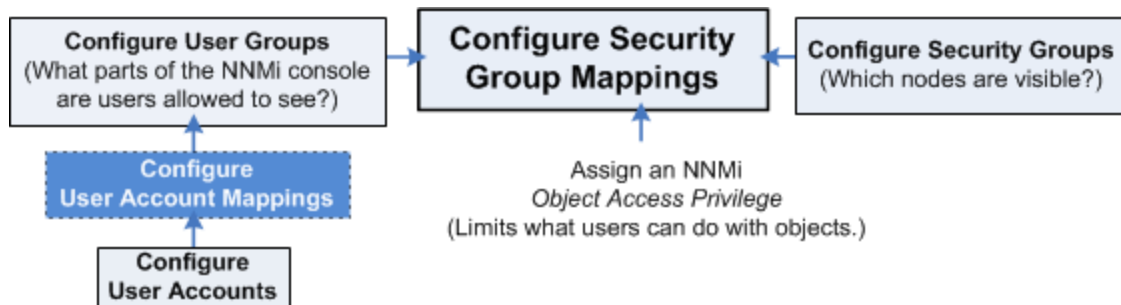 Configure User Groups
(What parts of the NNMi console
are users allowed to see?)
Configure Security
Group Mappings
Configure Security Groups
(Which nodes are visible?)
Configure
User Account Mappings
Assign an NNMi
Object Access Privilege
(Limits what users can do with objects.)
Configure
User Accounts